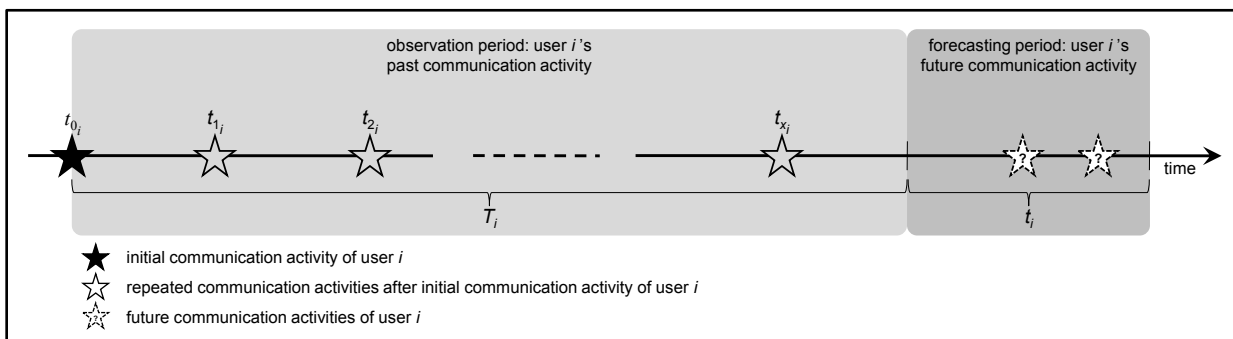 observation period: user i 's
past communication activity
forecasting period: user i 's
future communication activity
t0i
t1i
t2i
txi
? ?
time
Ti
ti
initial communication activity of user i
repeated communication activities after initial communication activity of user i
? future communication activities of user i